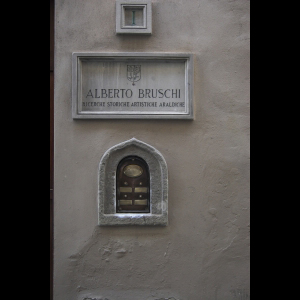 ALBERTO BRUSCHI
RICERCHE STORICHE ARTISTICHE ARALDICHE